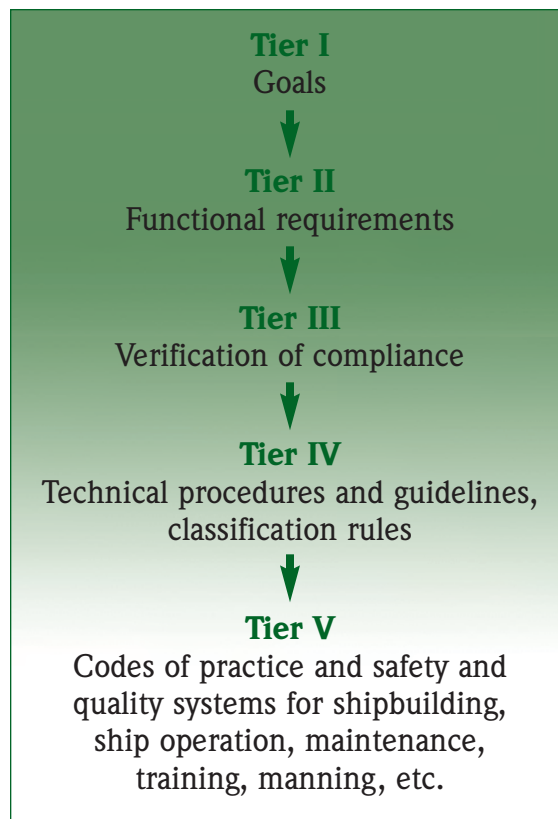 Tier I
Goals
Tier II
Functional requirements
Tier III
Verification of compliance
Tier IV
Technical procedures and guidelines,
classification rules
Tier V
Codes of practice and safety and
quality systems for shipbuilding,
ship operation, maintenance,
training, manning, etc.